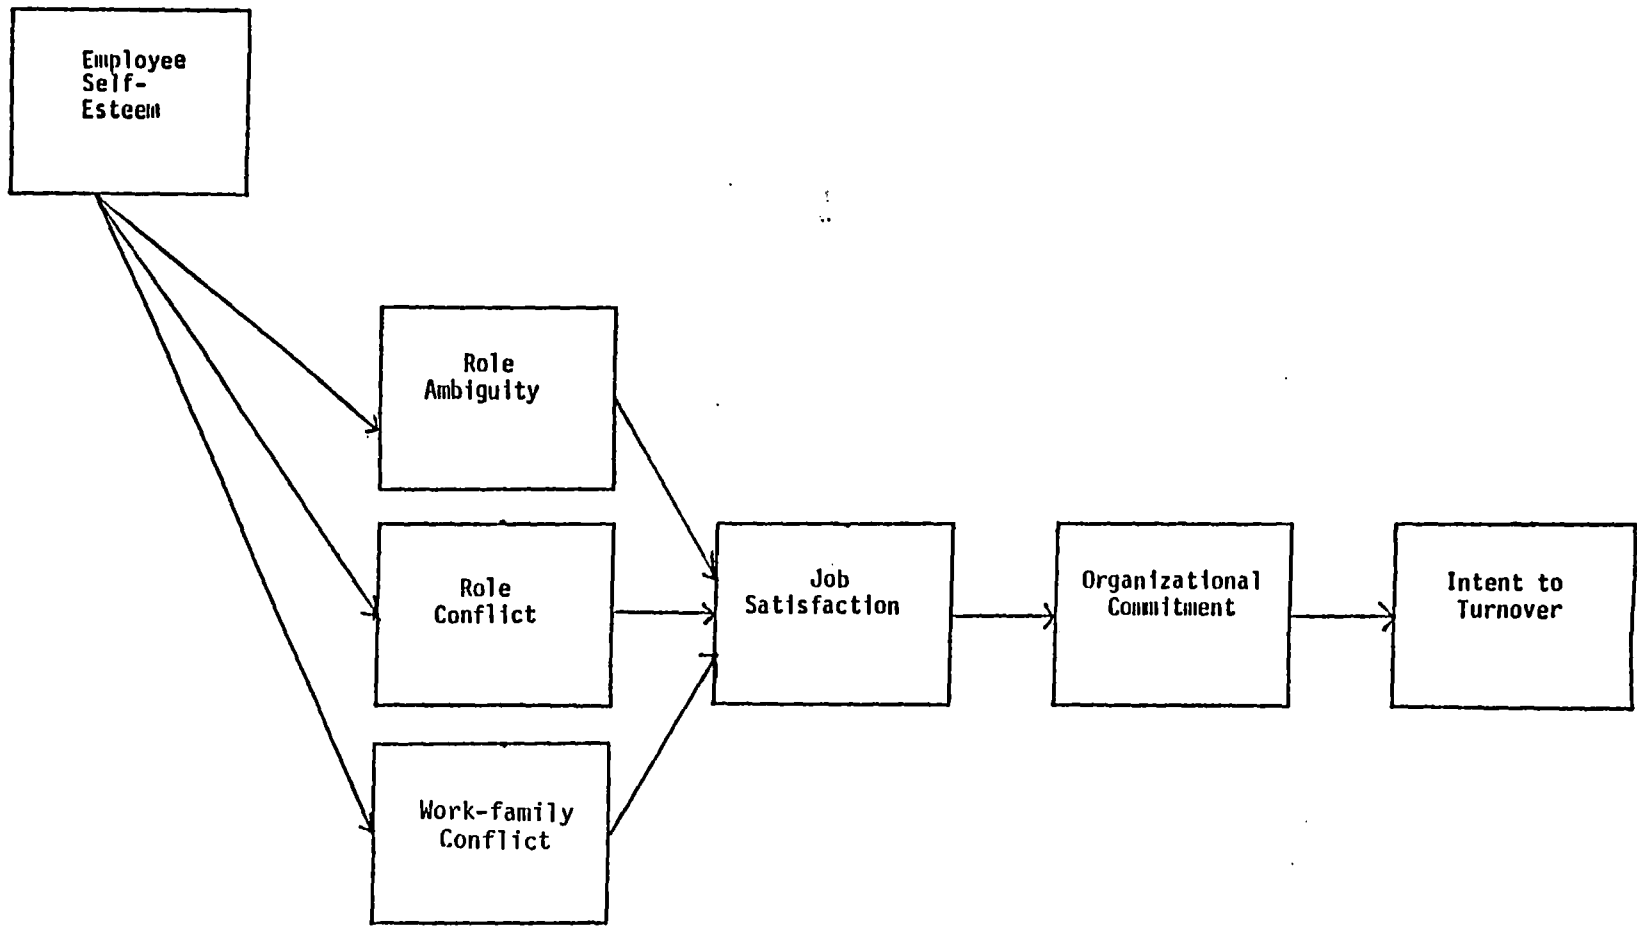 Employee
Self-
Esteem
Role
Ambiguity
Role
Conflict
Work-family
Conflict
Job
Satisfaction
Organizational
Commitment
Intent to
Turnover